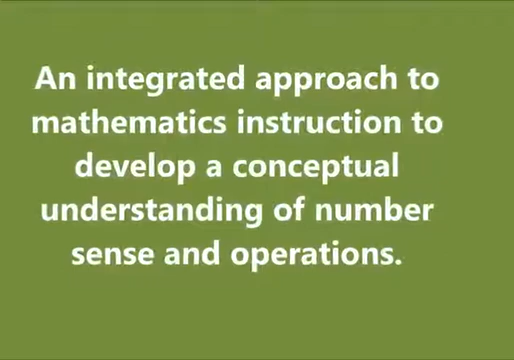 An integrated approach to
mathematics instruction to
develop a conceptual
understanding of number
sense and operations.